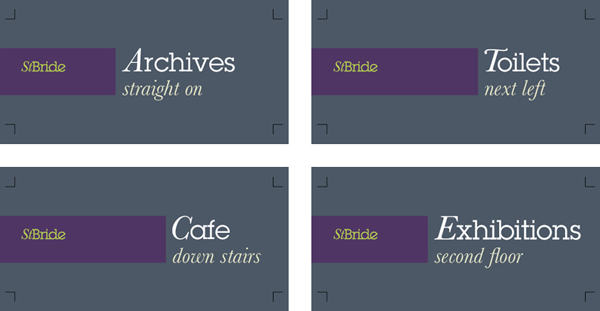 StBride
Archives
straight on
StBride
Toilets
next left
StBride
Cafe
down stairs
StBride
Exhibitions
second floor